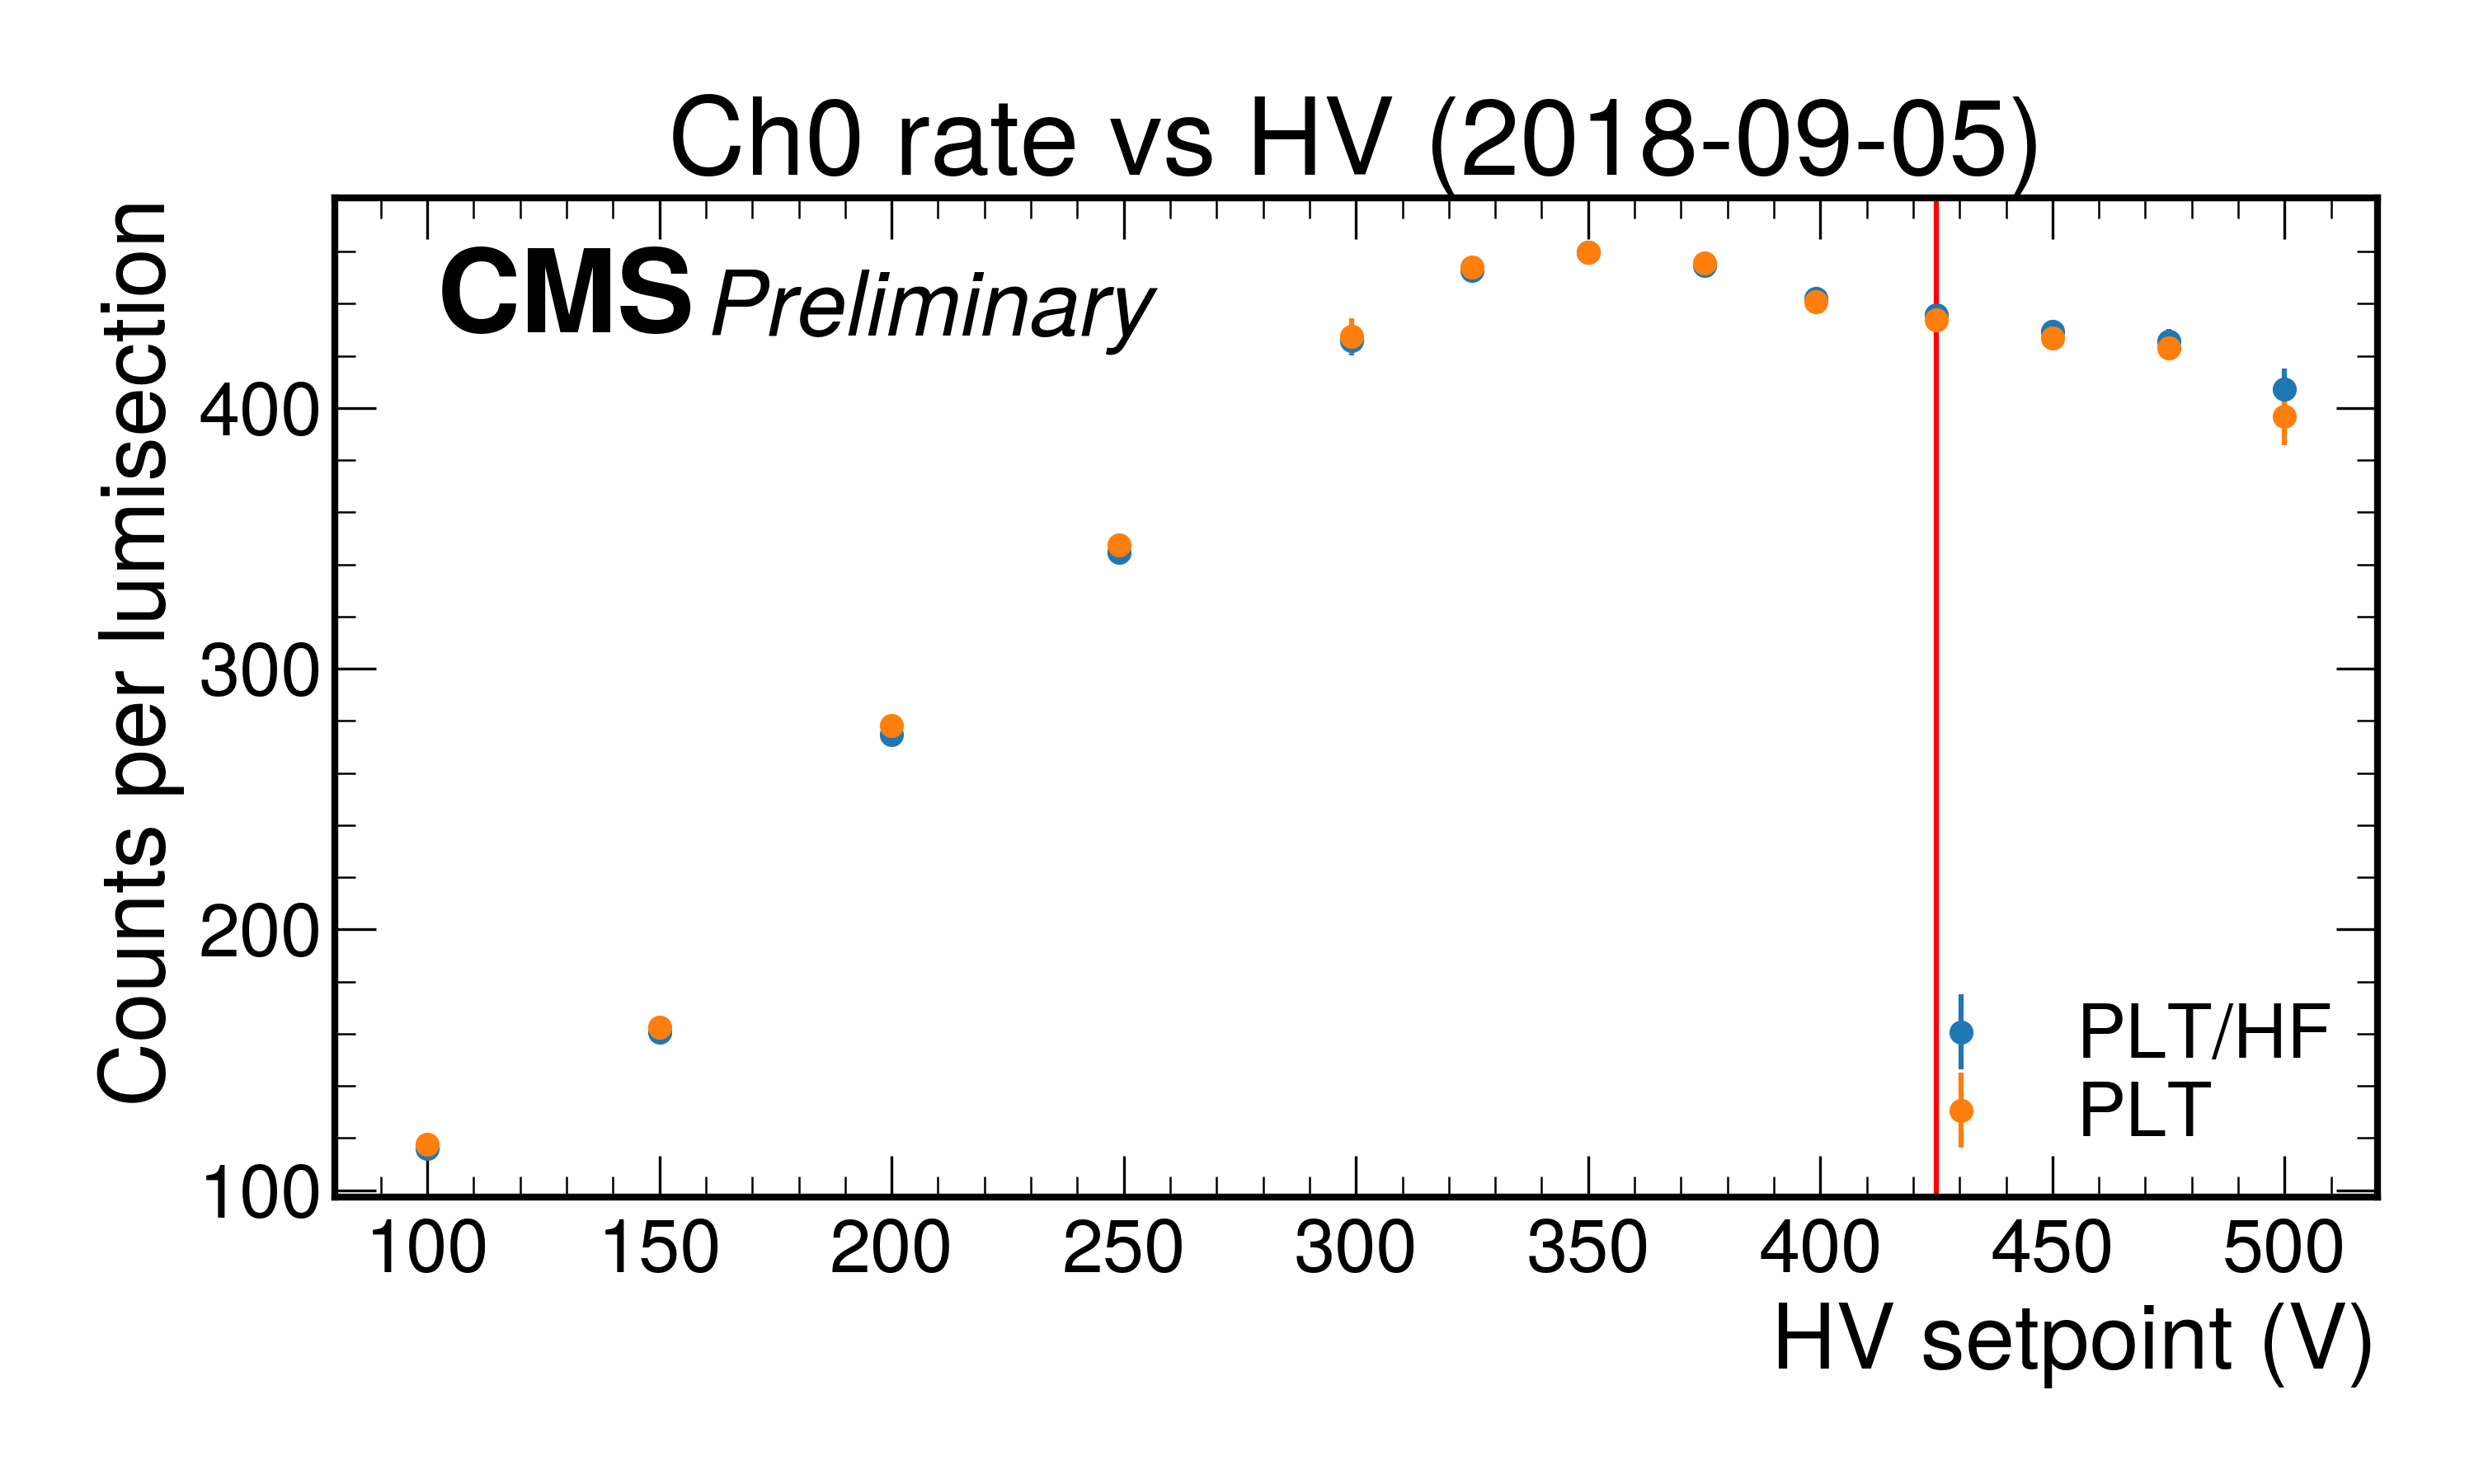 Ch0 rate vs HV (2018-09-05)
CMS Preliminary
Counts per lumisection
400
300
200
100
PLT/HF
PLT
100 150 200 250 300 350 400 450 500
HV setpoint (V)